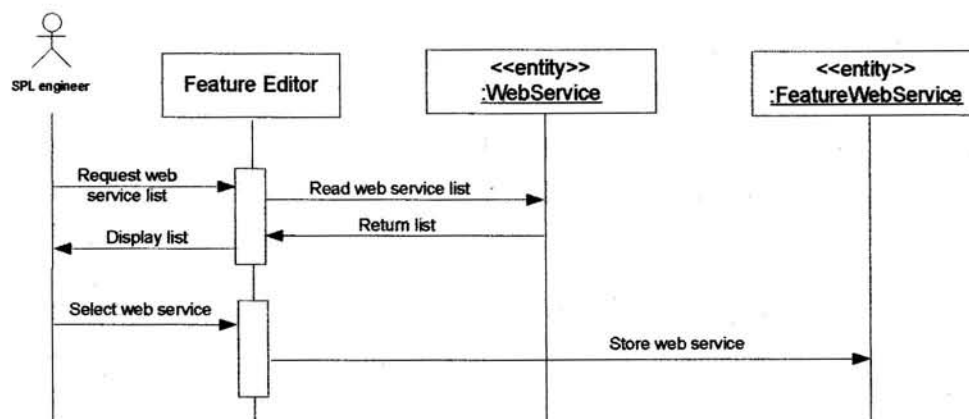 SPL engineer
Feature Editor
<<entity>>
:WebService
<<entity>>
:FeatureWebService
Request web
service list
Read web service list
Return list
Display list
Select web service
Store web service